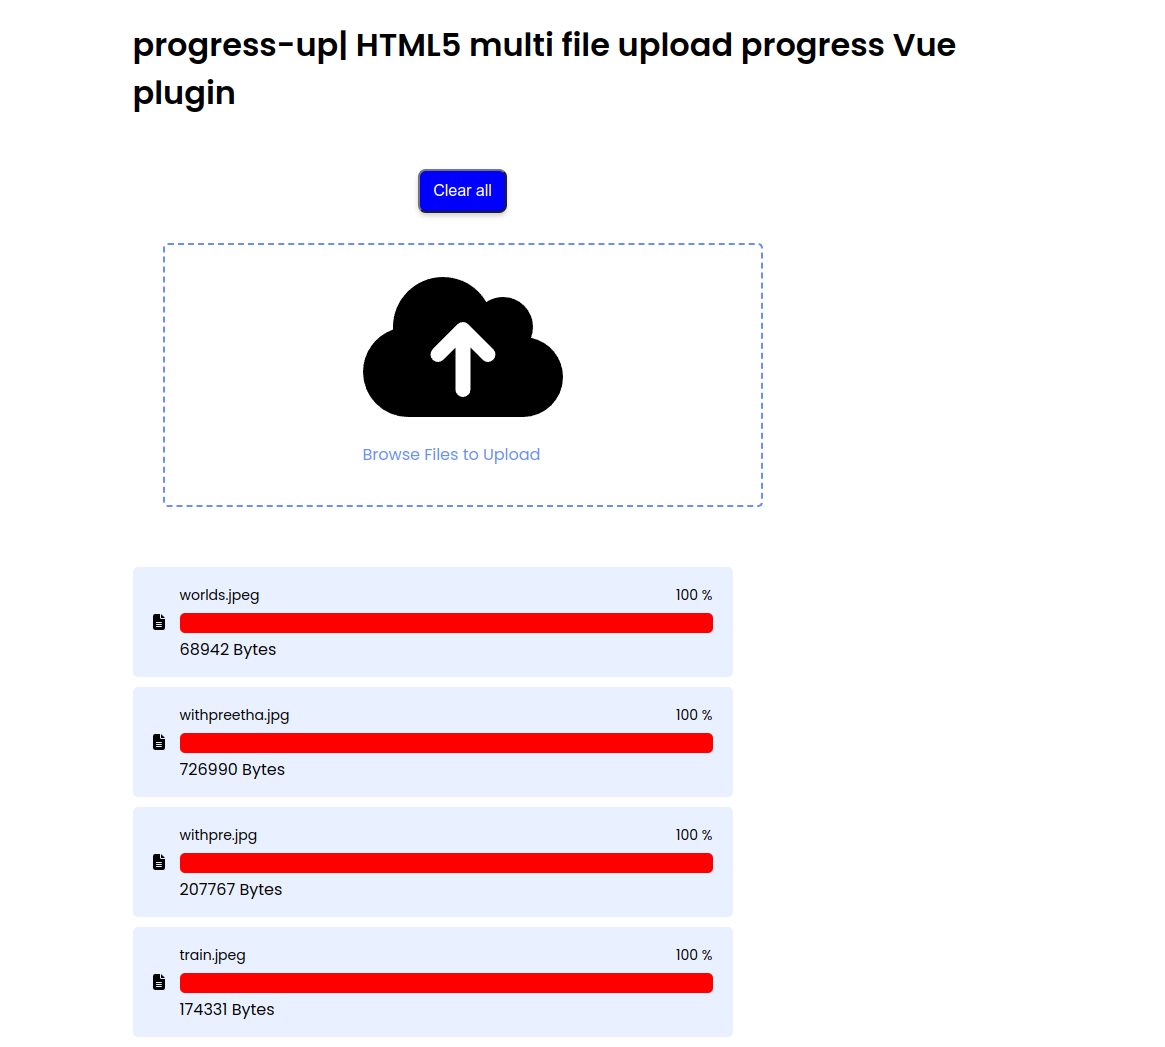 progress-up| HTML5 multi file upload progress Vue
plugin
Clear all
Browse Files to Upload
worlds.jpeg 100 %
68942 Bytes
withpreetha.jpg 100 %
726990 Bytes
withpre.jpg 100 %
207767 Bytes
train.jpeg 100 %
174331 Bytes